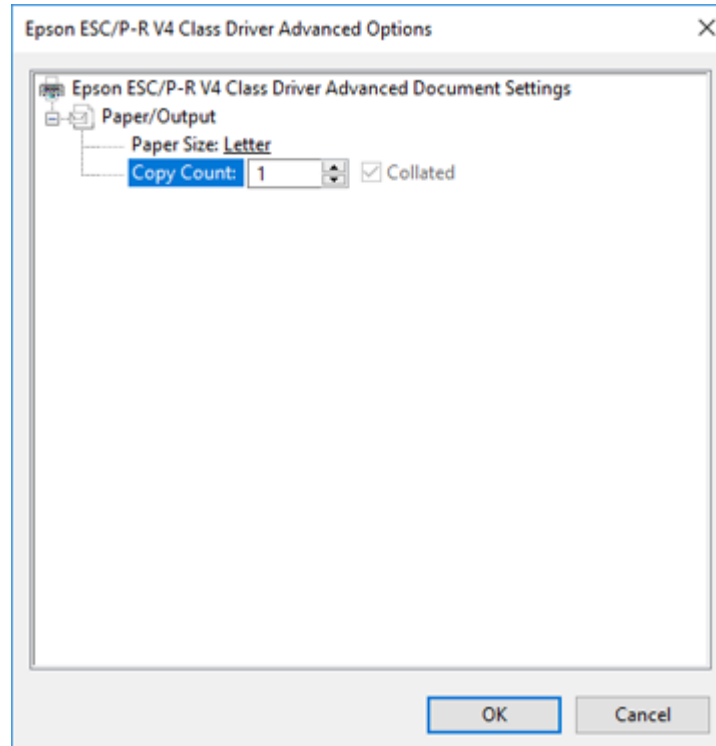 Epson ESC/P-R V4 Class Driver Advanced Options
Epson ESC/P-R V4 Class Driver Advanced Document Settings
Paper/Output
Paper Size: Letter
Copy Count: 1 Collated
OK Cancel